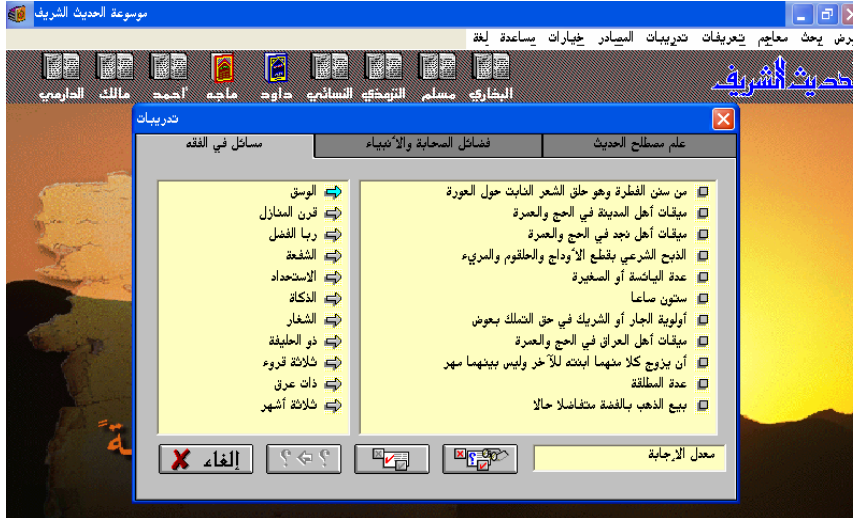 موسوعة الحديث الشريف
يرض بحث معاجم تعريفات تدريبات المصادر خيارات مساعدة لغة
الحديث الشريف
البخاري مسلم الترمذي النسائي داود ماجه أحمد مالك الدارمي
تدريبات
علم مصطلح الحديث
فضائل الصحابة والأنبياء
مسائل في الفقه
من سنن الفطرة وهو حلق الشعر النابت حول العورة
الوسق
ميقات أهل المدينة في الحج والعمرة
قرن المنازل
ميقات أهل نجد في الحج والعمرة
ربا الفضل
الذبح الشرعي بقطع الأوداج والحلقوم والمريء
الشفعة
عدة اليائسة أو الصغيرة
الاستحداد
ستون صاعا
الذكاة
أولوية الجار أو الشريك في حق التملك بعوض
الشغار
ميقات أهل العراق في الحج والعمرة
ذو الحليفة
أن يزوج كلا منهما ابنته للآخر وليس بينهما مهر
ثلاثة قروء
عدة المطلقة
ذات عرق
بيع الذهب بالفضة متفاضلا حالا
ثلاثة أشهر
معدل الإجابة
؟ ؟
إلغاء
ةً